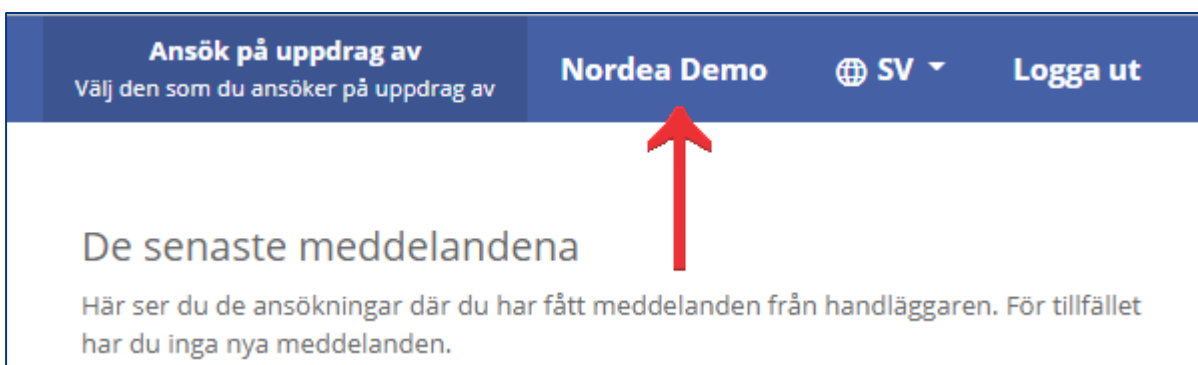 Ansök på uppdrag av
Välj den som du ansöker på uppdrag av
Nordea Demo
SV
Logga ut
De senaste meddelandena
Här ser du de ansökningar där du har fått meddelanden från handläggaren. För tillfället
har du inga nya meddelanden.